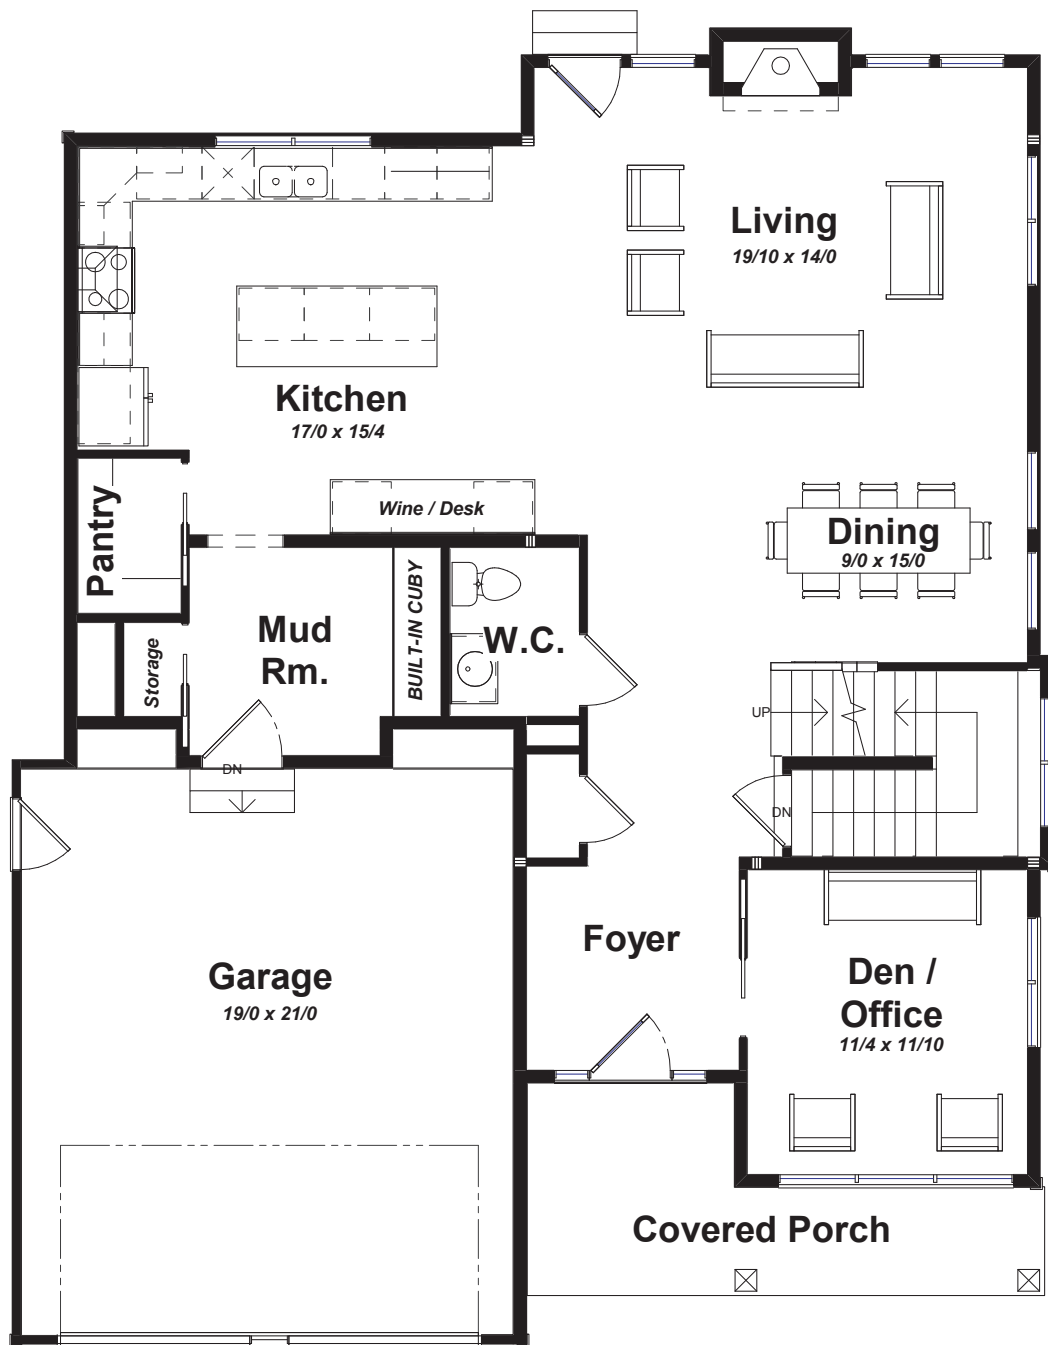 Living
19/10 x 14/0
Kitchen
17/0 x 15/4
Pantry
Wine / Desk
Dining
9/0 x 15/0
Mud
Rm.
BUILT-IN CUBY
W.C.
Storage
UP
DN
DN
Foyer
Garage
19/0 x 21/0
Den /
Office
11/4 x 11/10
Covered Porch